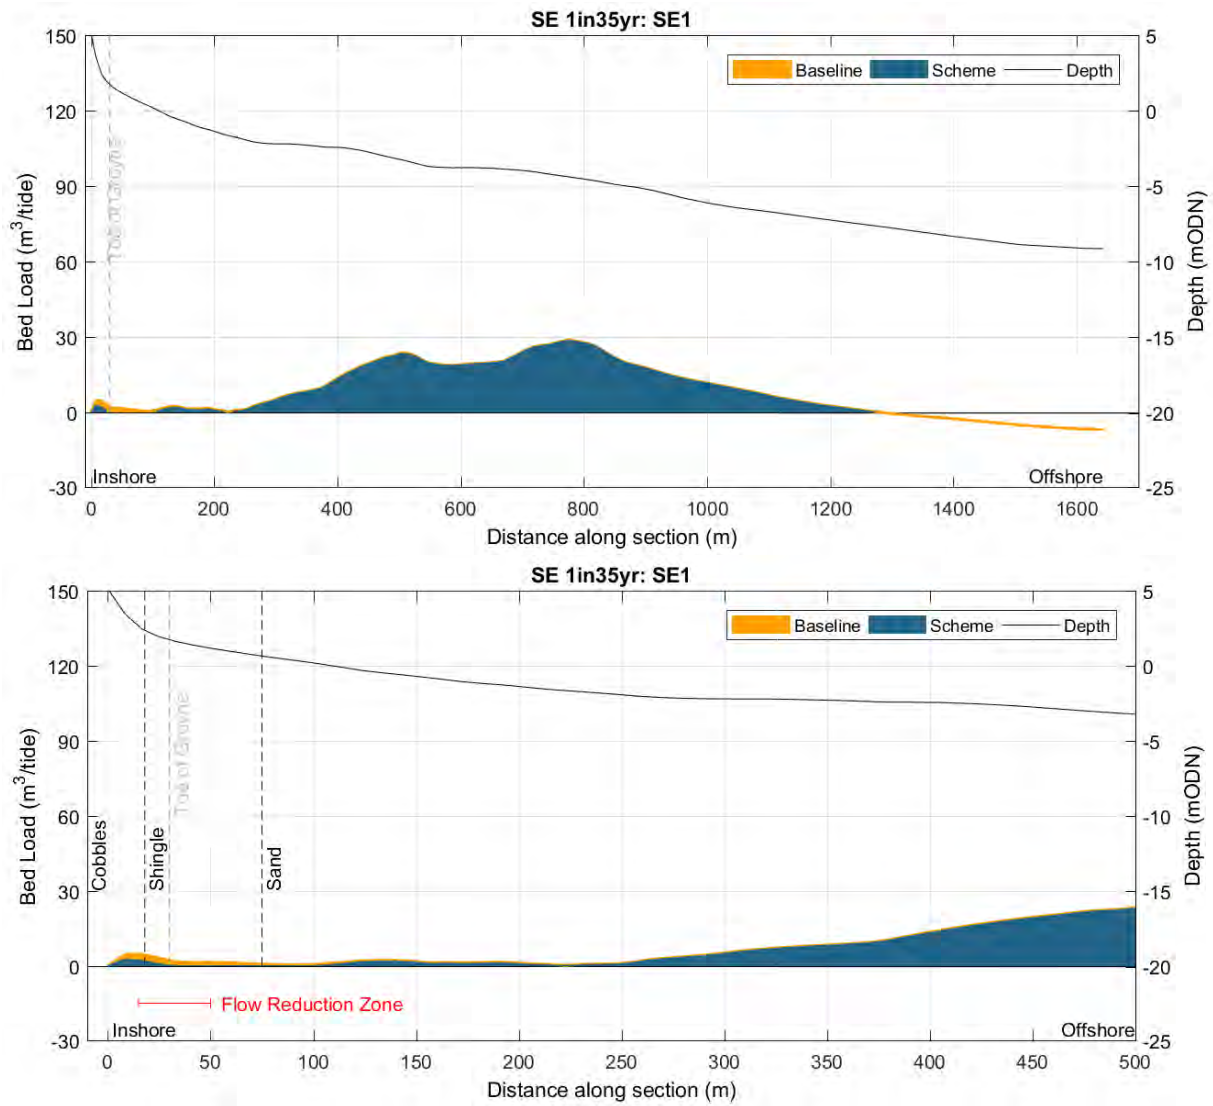 SE 1in35yr: SE1
Baseline
Scheme
Depth
150
120
90
60
30
0
-30
Bed Load (m³/tide)
5
0
-5
-10
-15
-20
-25
Depth (mODN)
Toe of Groyne
Inshore
Offshore
0 200 400 600 800 1000 1200 1400 1600
Distance along section (m)
SE 1in35yr: SE1
Baseline
Scheme
Depth
150
120
90
60
30
0
-30
Bed Load (m³/tide)
5
0
-5
-10
-15
-20
-25
Depth (mODN)
Cobbles
Shingle
Toe of Groyne
Sand
Flow Reduction Zone
Inshore
Offshore
0 50 100 150 200 250 300 350 400 450 500
Distance along section (m)